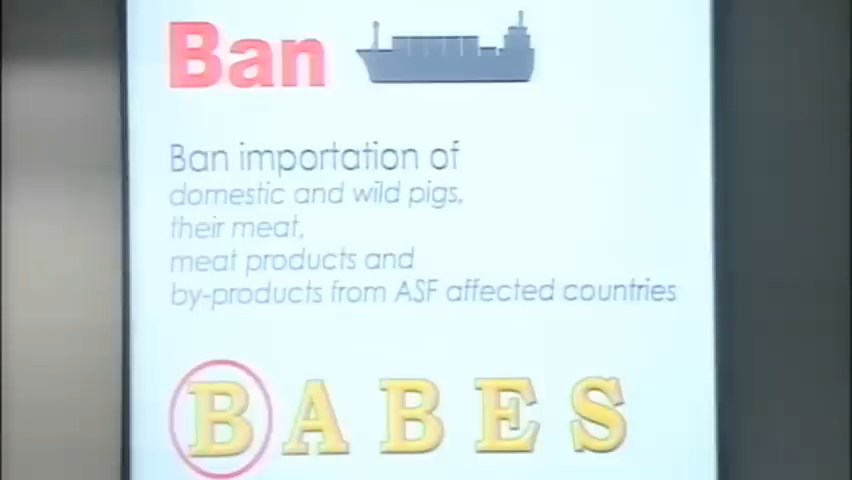 Ban
Ban importation of
domestic and wild pigs,
their meat,
meat products and
by-products from ASF affected countries
BABES